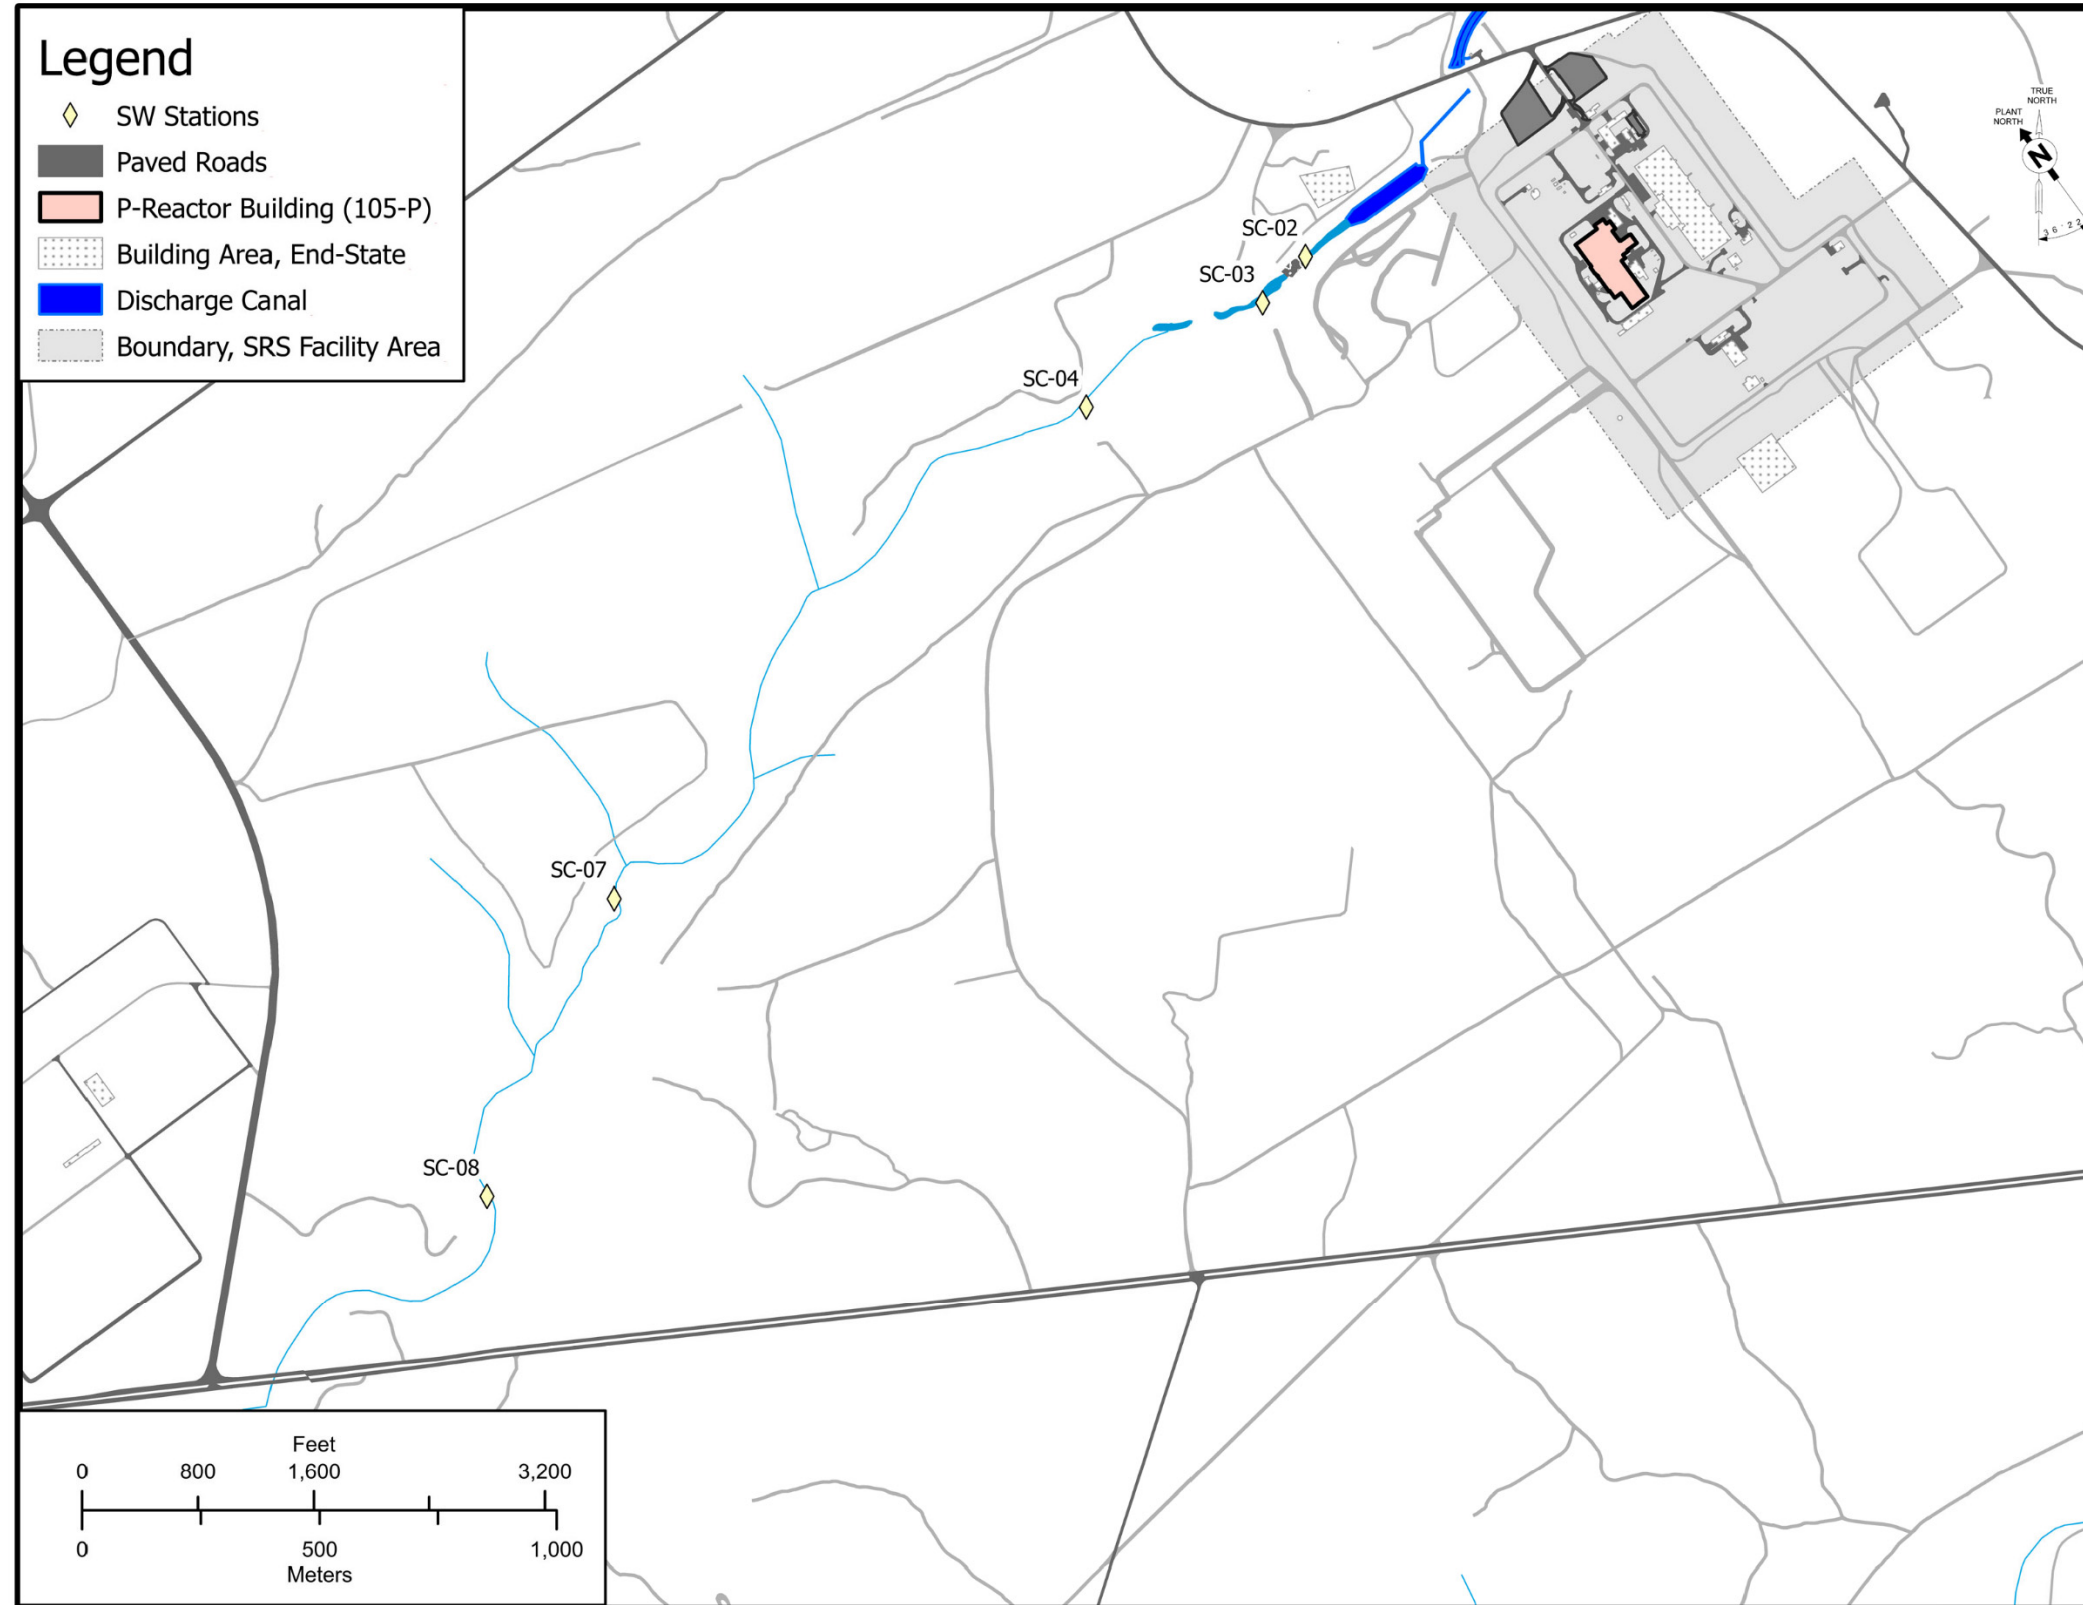 Legend
SW Stations
Paved Roads
P-Reactor Building (105-P)
Building Area, End-State
Discharge Canal
Boundary, SRS Facility Area
TRUE
NORTH
PLANT
NORTH
N
SC-02
SC-03
SC-04
SC-07
SC-08
Feet
0 800 1,600 3,200
0 500 1,000
Meters